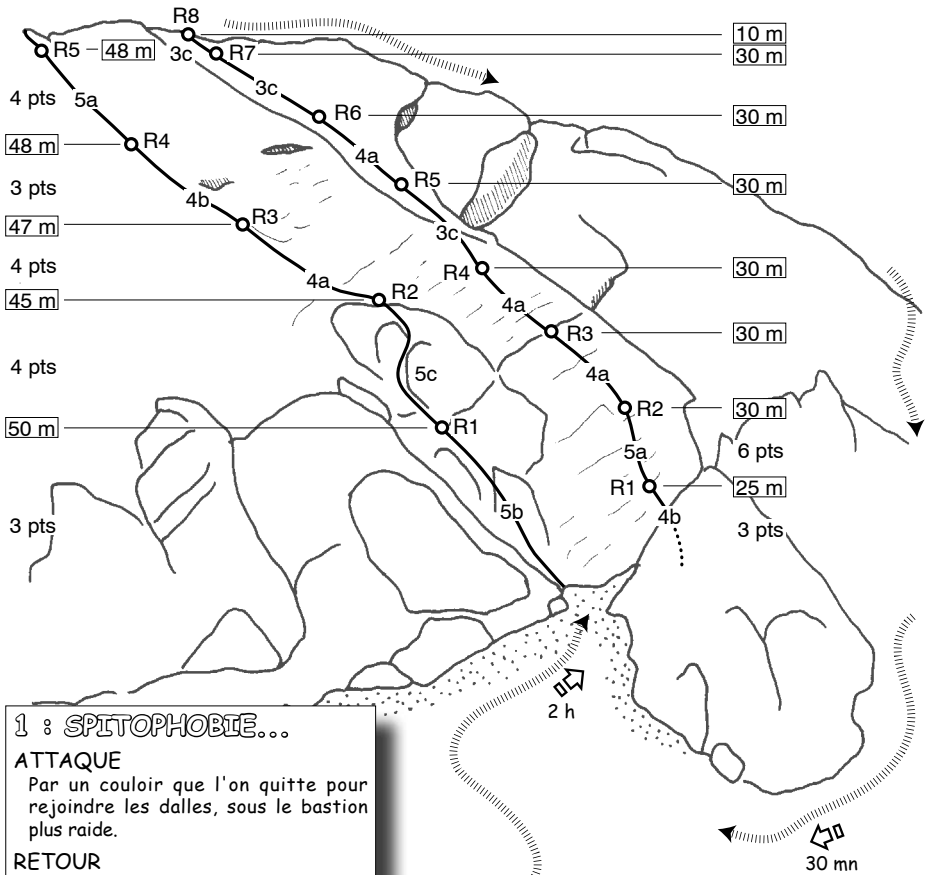 R8
10 m
R5
48 m
3c
R7
30 m
3c
4 pts
5a
R6
30 m
48 m
R4
4a
3 pts
R5
30 m
4b
47 m
R3
3c
4 pts
R4
30 m
4a
45 m
R2
4a
R3
30 m
4 pts
5c
4a
50 m
R1
R2
30 m
5a
6 pts
R1
25 m
3 pts
5b
4b
3 pts
2 h
1 : SPITOPHOBIE...
ATTAQUE
Par un couloir que l'on quitte pour
rejoindre les dalles, sous le bastion
plus raide.
RETOUR
30 mn